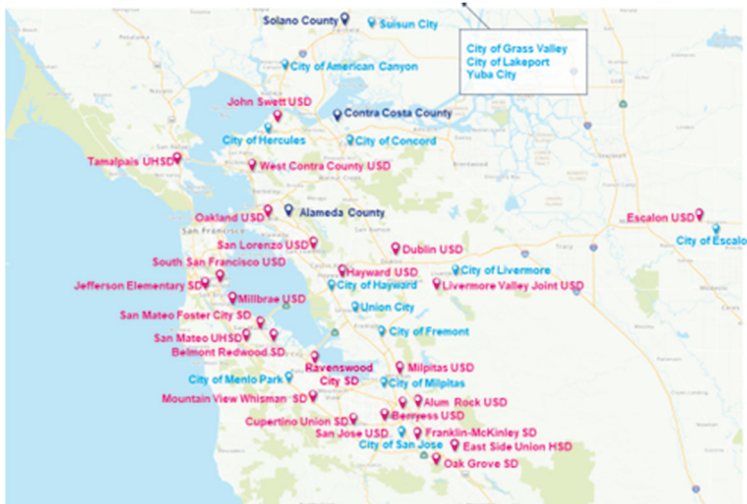 Solano County
Suisun City
City of Grass Valley
City of Lakeport
Yuba City
City of American Canyon
John Swett USD
Contra Costa County
City of Hercules
City of Concord
Tamalpais UHSD
West Contra County USD
Oakland USD
Alameda County
Escalon USD
San Francisco
City of Escalo
San Lorenzo USD
Dublin USD
Tracy
South San Francisco USD
Hayward USD
City of Livermore
Jefferson Elementary SD
City of Hayward
Livermore Valley Joint USD
Millbrae USD
Union City
San Mateo Foster City SD
City of Fremont
San Mateo UHSD
Belmont Redwood SD
Ravenswood
City SD
Milpitas USD
City of Menlo Park
City of Milpitas
Mountain View Whisman SD
Alum Rock USD
Berryess USD
Cupertino Union SD
San Jose USD
Franklin-McKinley SD
City of San Jose
East Side Union HSD
Oak Grove SD